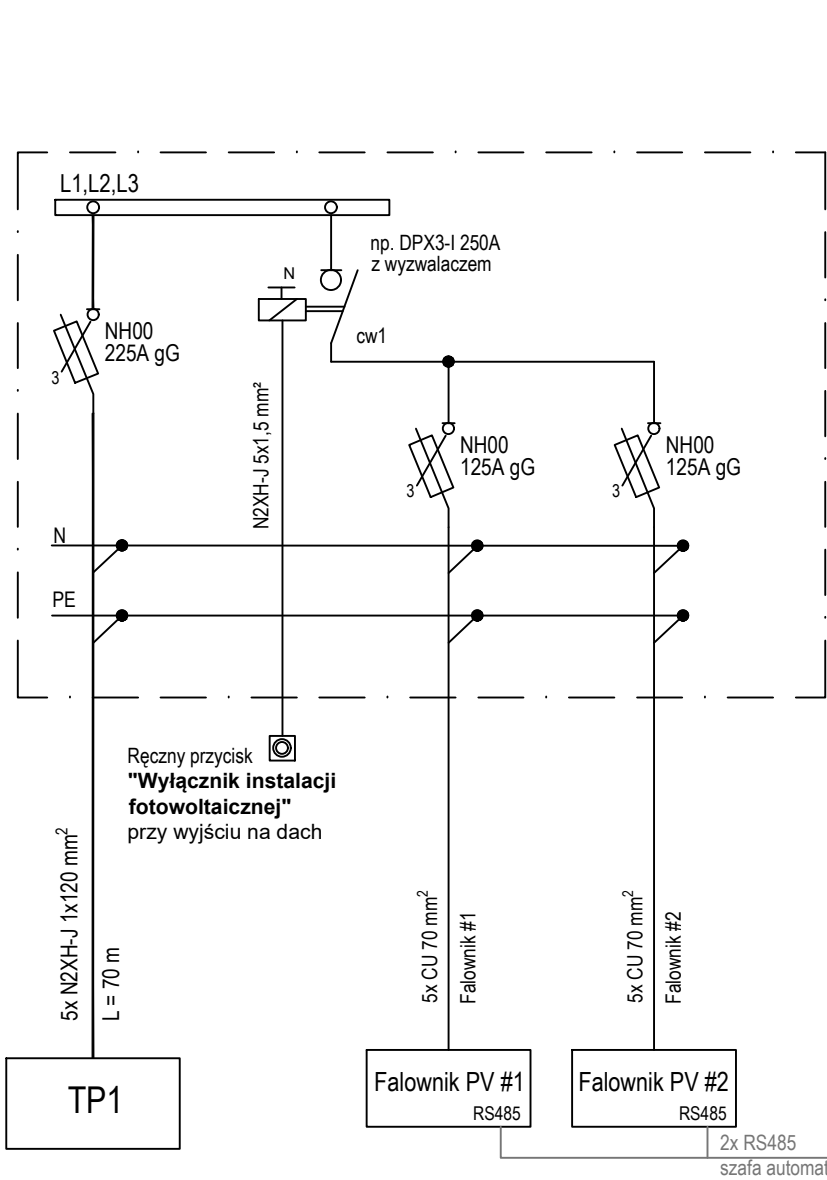 L1,L2,L3
np. DPX3-I 250A
z wyzwalaczem
N
cw1
NH00
225A gG
3
N2XH-J 5x1,5 mm²
NH00
125A gG
3
NH00
125A gG
3
N
PE
Ręczny przycisk
"Wyłącznik instalacji
fotowoltaicznej"
przy wyjściu na dach
5x N2XH-J 1x120 mm²
L = 70 m
5x CU 70 mm²
Falownik #1
5x CU 70 mm²
Falownik #2
TP1
Falownik PV #1
RS485
Falownik PV #2
RS485
2x RS485
szafa automat